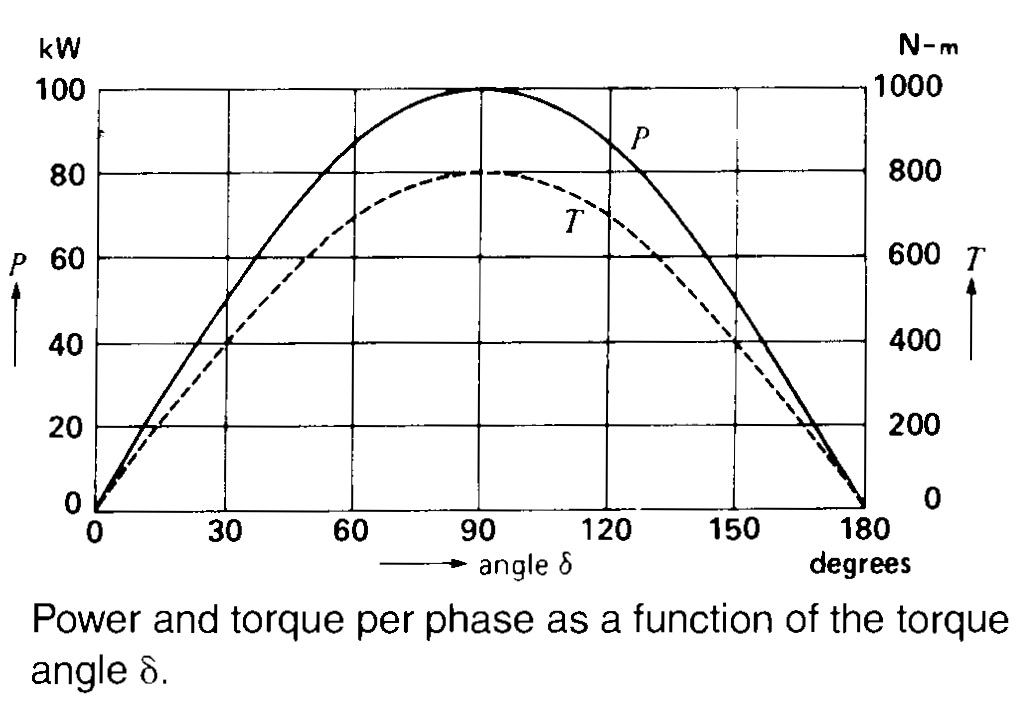 kW N-m
100 1000
P
80 800
T
P 60 600 T
40 400
20 200
0 0
0 30 60 90 120 150 180
angle δ degrees
Power and torque per phase as a function of the torque
angle δ.